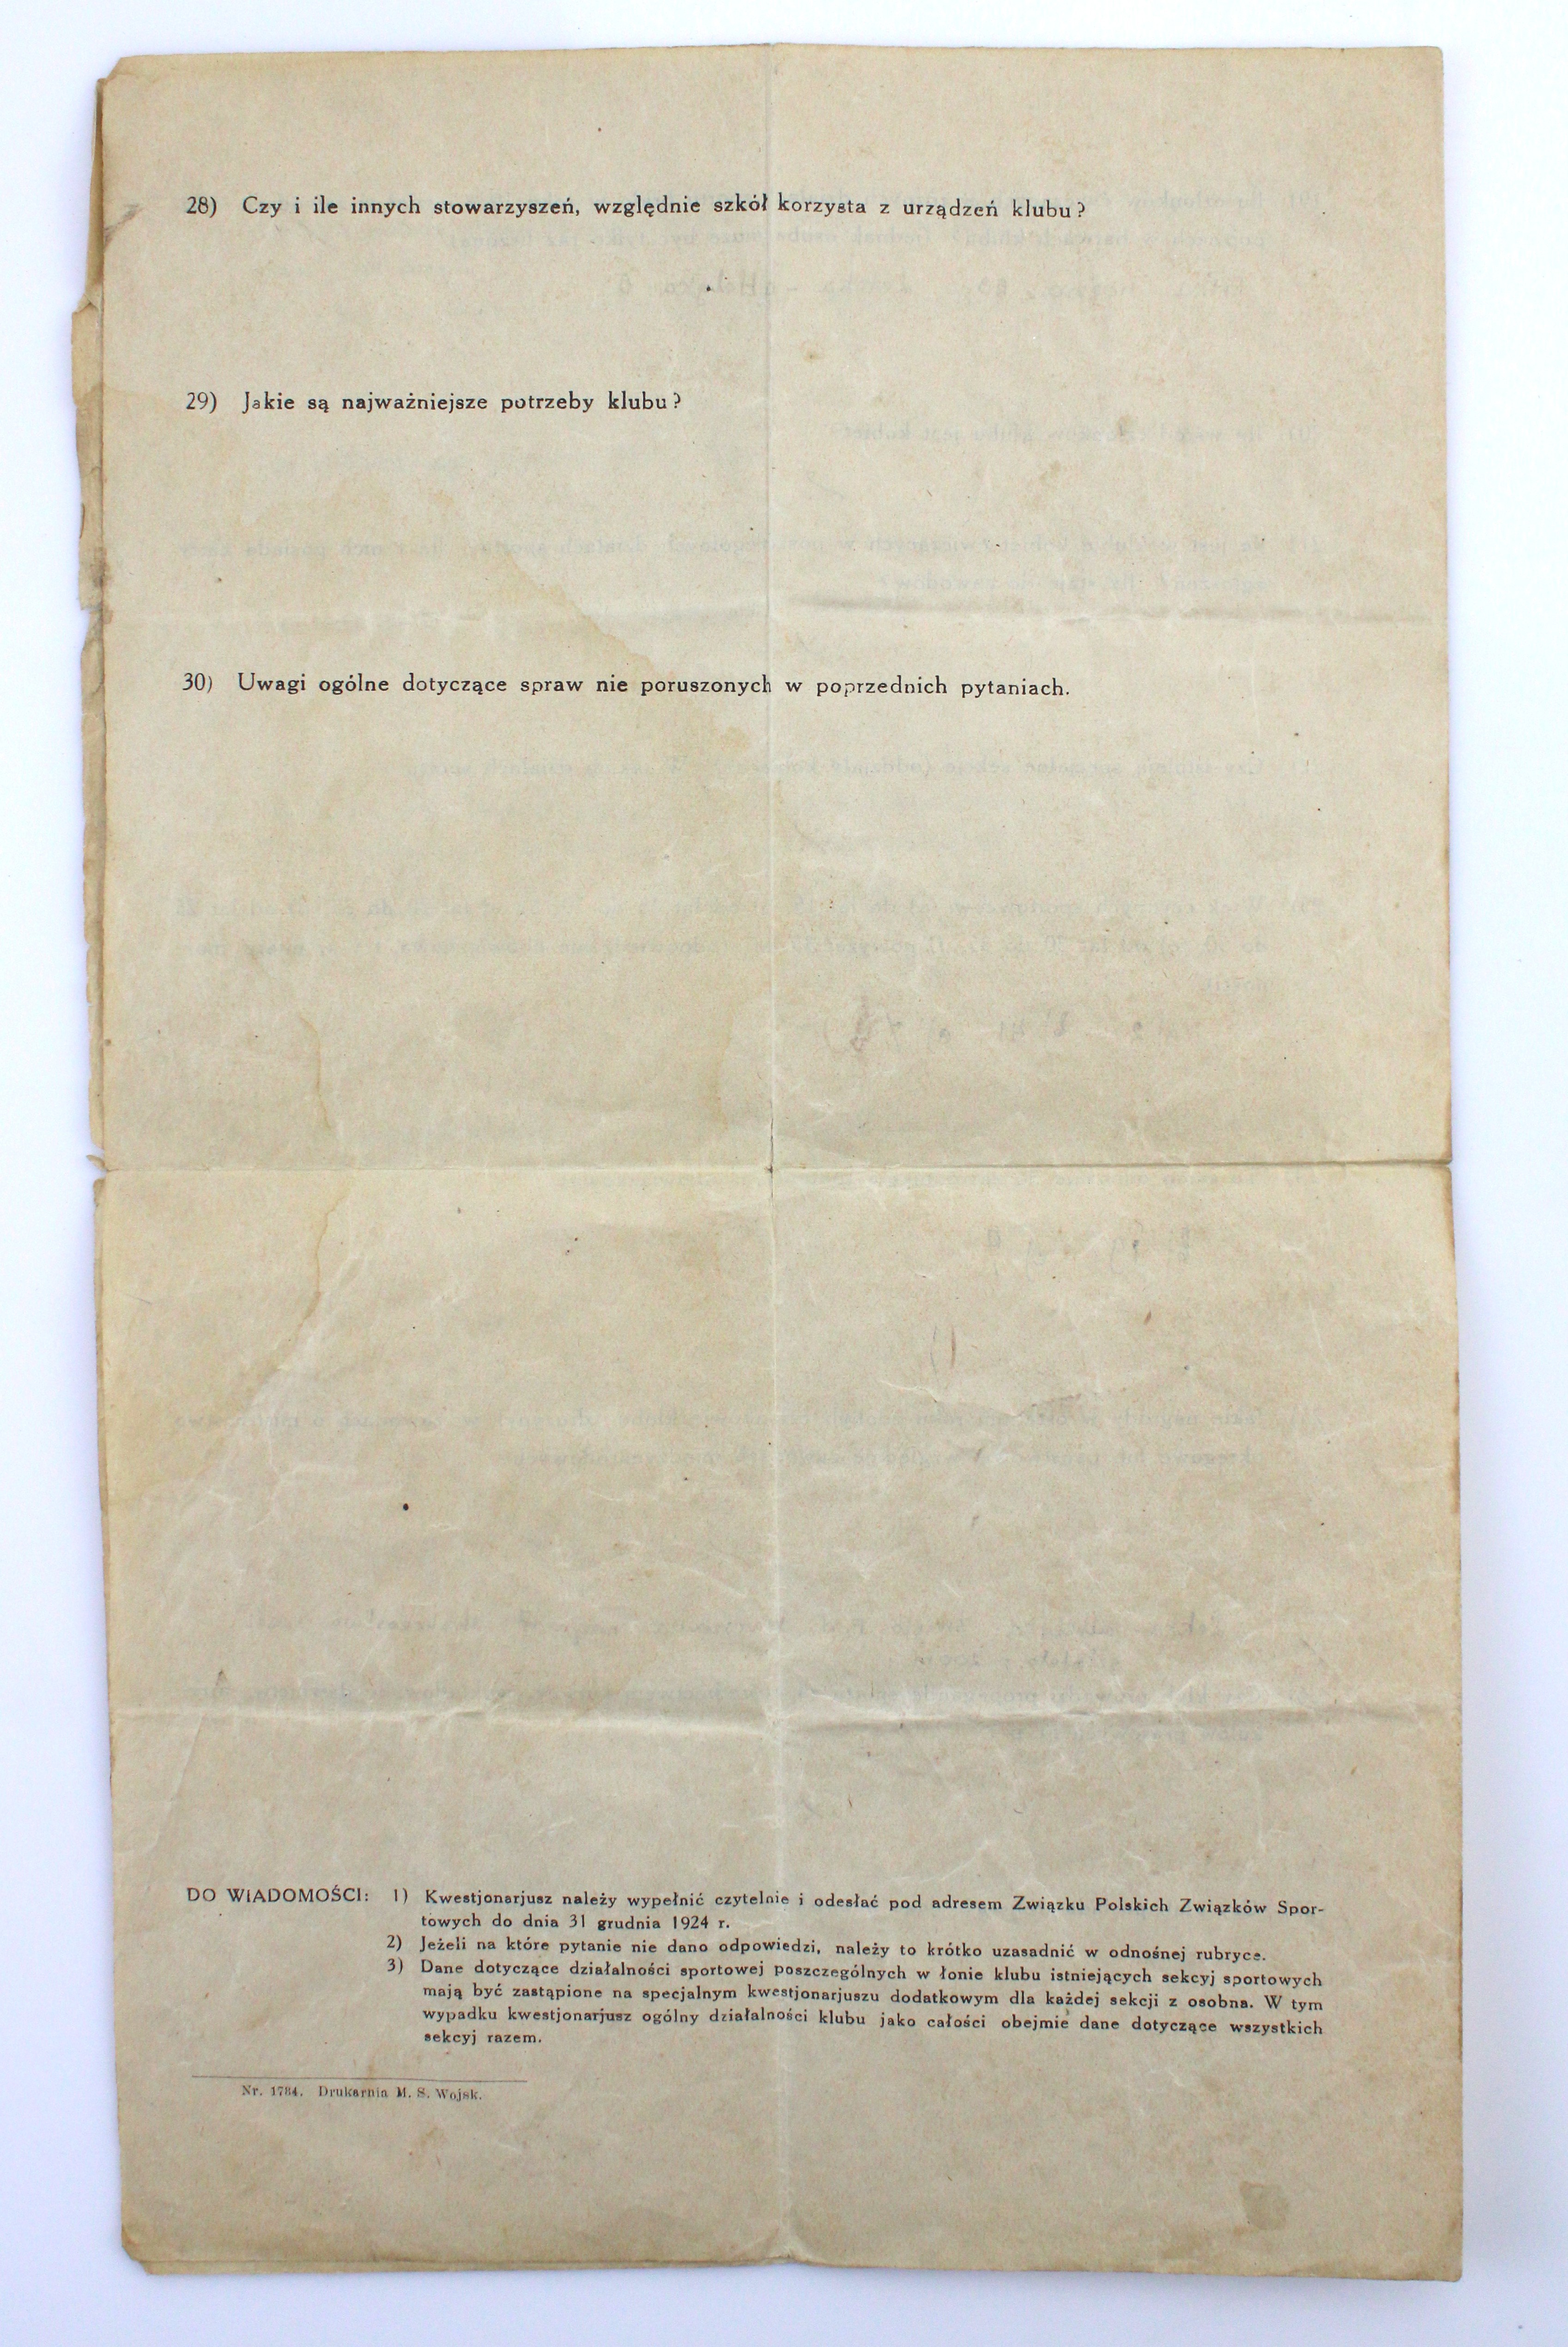 28) Czy i ile innych stowarzyszeń, względnie szkół korzysta z urządzeń klubu?
29) Jakie są najważniejsze potrzeby klubu?
30) Uwagi ogólne dotyczące spraw nie poruszonych w poprzednich pytaniach.
DO WIADOMOŚCI: 1) Kwestjonarjusz należy wypełnić czytelnie i odesłać pod adresem Związku Polskich Związków Spor-
towych do dnia 31 grudnia 1924 r.
2) Jeżeli na które pytanie nie dano odpowiedzi, należy to krótko uzasadnić w odnośnej rubryce.
3) Dane dotyczące działalności sportowej poszczególnych w łonie klubu istniejących sekcyj sportowych
mają być zastąpione na specjalnym kwestjonarjuszu dodatkowym dla każdej sekcji z osobna. W tym
wypadku kwestjonarjusz ogólny działalności klubu jako całości obejmie dane dotyczące wszystkich
sekcyj razem.
Nr. 1784. Drukarnia M. S. Wojsk.